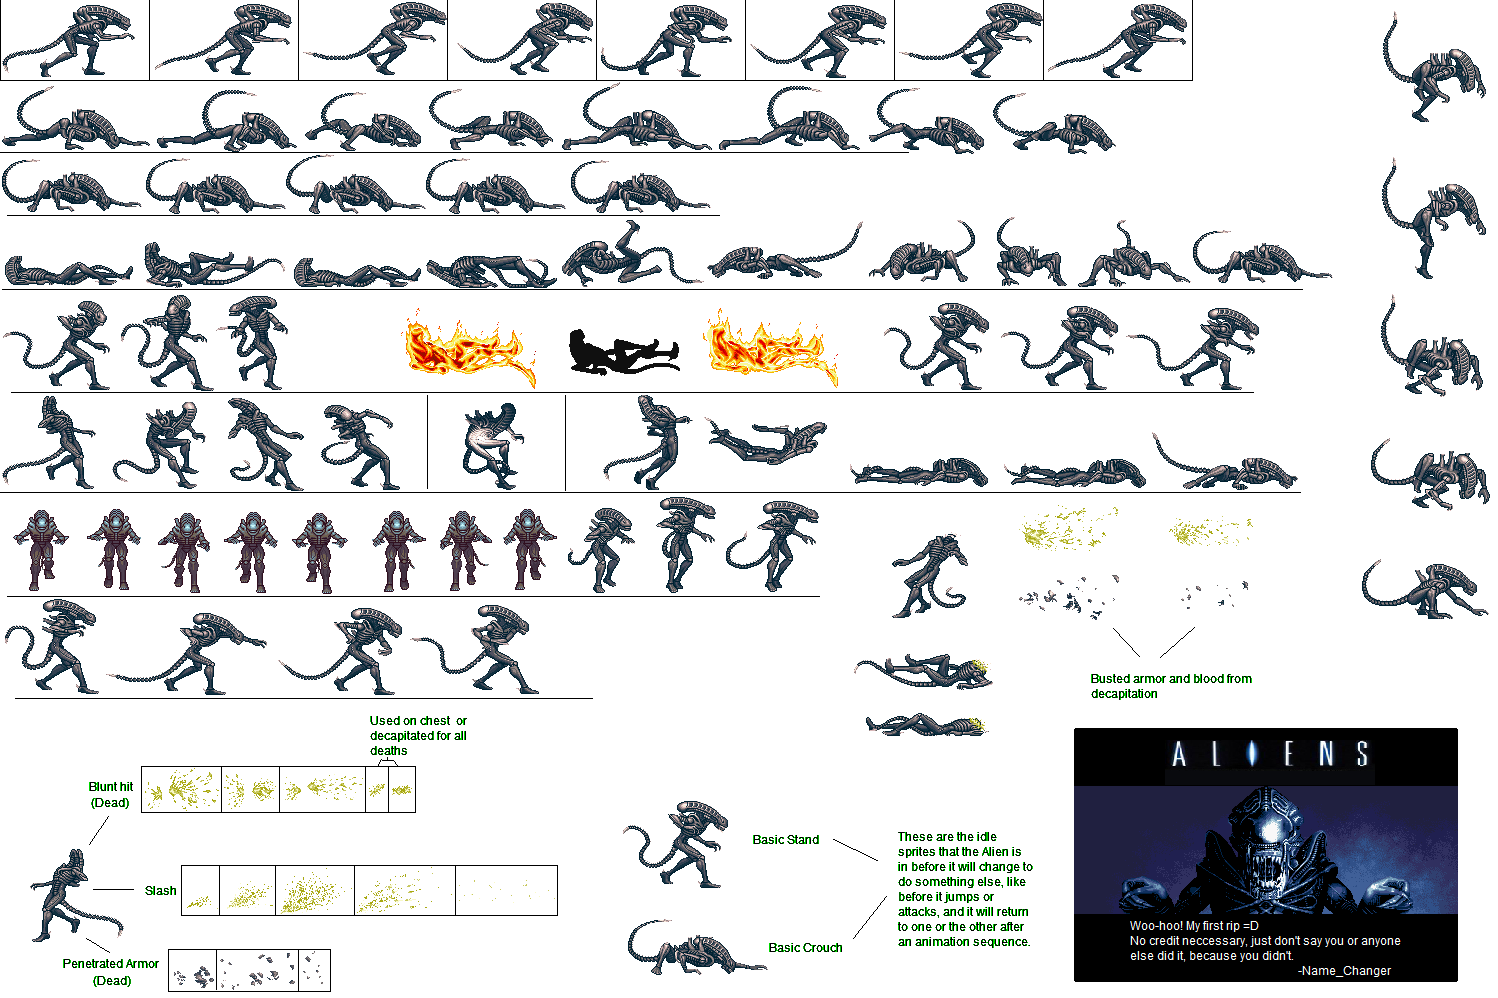 Busted armor and blood from
decapitation
Used on chest or
decapitated for all
deaths
Blunt hit
(Dead)
Slash
Penetrated Armor
(Dead)
Basic Stand
Basic Crouch
These are the idle
sprites that the Alien is
in before it will change to
do something else, like
before it jumps or
attacks, and it will return
to one or the other after
an animation sequence.
ALIENS
Woo-hoo! My first rip =D
No credit neccessary, just don't say you or anyone
else did it, because you didn't.
-Name_Changer